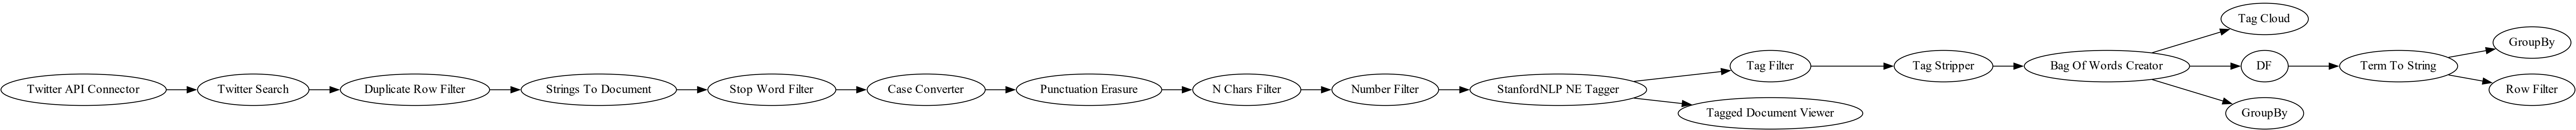 Twitter API Connector
Twitter Search
Duplicate Row Filter
Strings To Document
Stop Word Filter
Case Converter
Punctuation Erasure
N Chars Filter
Number Filter
StanfordNLP NE Tagger
Tag Filter
Tagged Document Viewer
Tag Stripper
Bag Of Words Creator
Tag Cloud
DF
GroupBy
Term To String
GroupBy
Row Filter